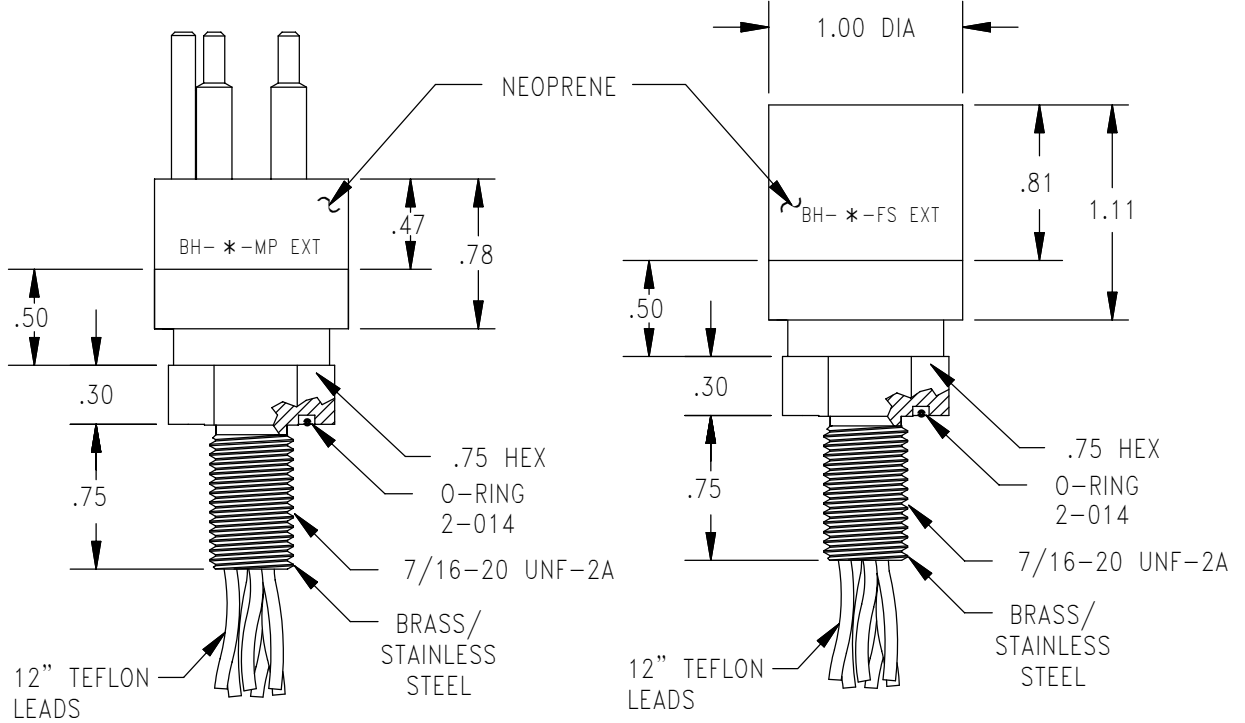 1.00 DIA
NEOPRENE
.47
.78
BH- *-MP EXT
.50
.30
.75
.75 HEX
O-RING
2-014
7/16-20 UNF-2A
BRASS/
STAINLESS
STEEL
12” TEFLON
LEADS
.81
1.11
BH- *-FS EXT
.50
.30
.75
.75 HEX
O-RING
2-014
7/16-20 UNF-2A
BRASS/
STAINLESS
STEEL
12” TEFLON
LEADS